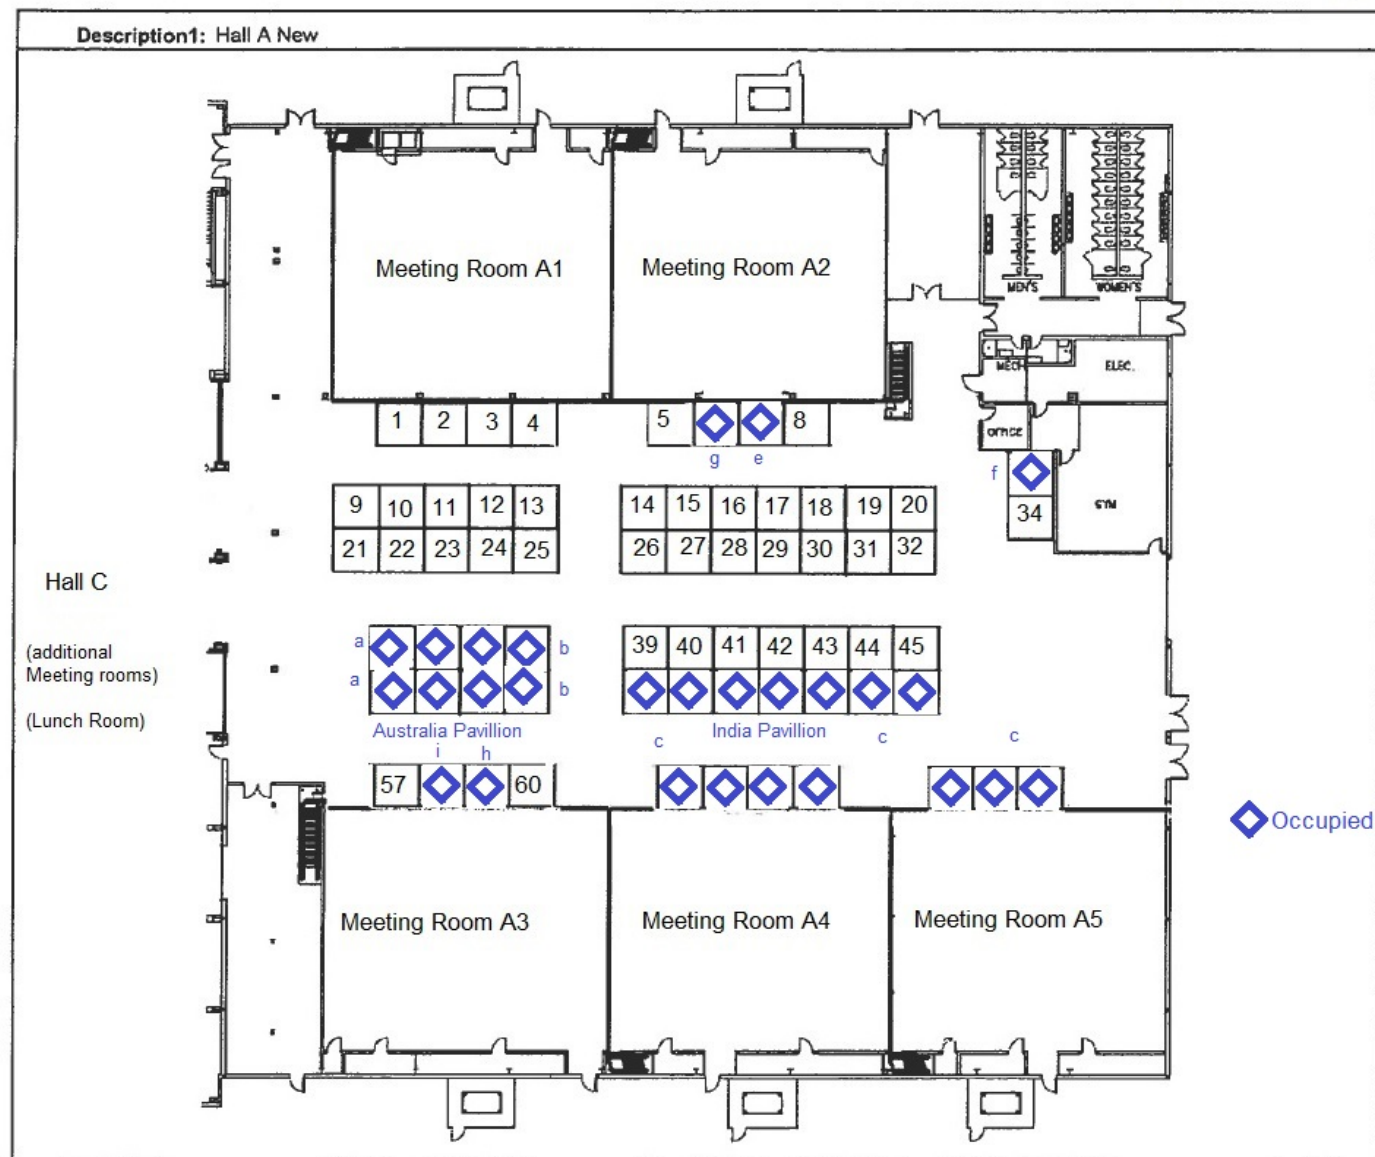 Description1: Hall A New
Meeting Room A1
Meeting Room A2
MEN'S
WOMEN'S
MECH
ELEC.
OFFICE
GYM
1 2 3 4
5 8
g e
f
34
9 10 11 12 13
14 15 16 17 18 19 20
21 22 23 24 25
26 27 28 29 30 31 32
Hall C
(additional
Meeting rooms)
(Lunch Room)
a b
39 40 41 42 43 44 45
a b
Australia Pavillion
India Pavillion
i h
c c c
57 60
Occupied
Meeting Room A3
Meeting Room A4
Meeting Room A5